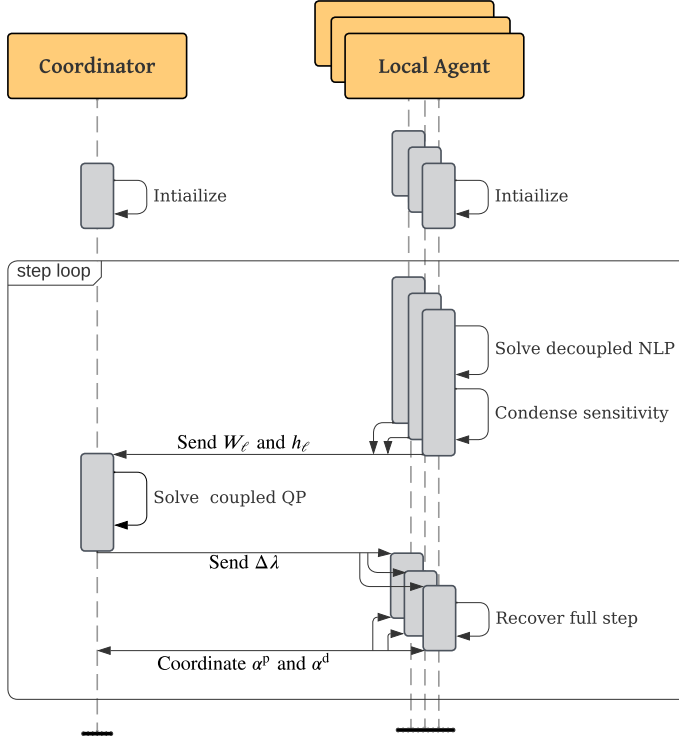 Coordinator
Local Agent
Intiailize
Intiailize
step loop
Solve decoupled NLP
Condense sensitivity
Send Wℓ and hℓ
Solve coupled QP
Send Δλ
Recover full step
Coordinate αᵖ and αᵈ